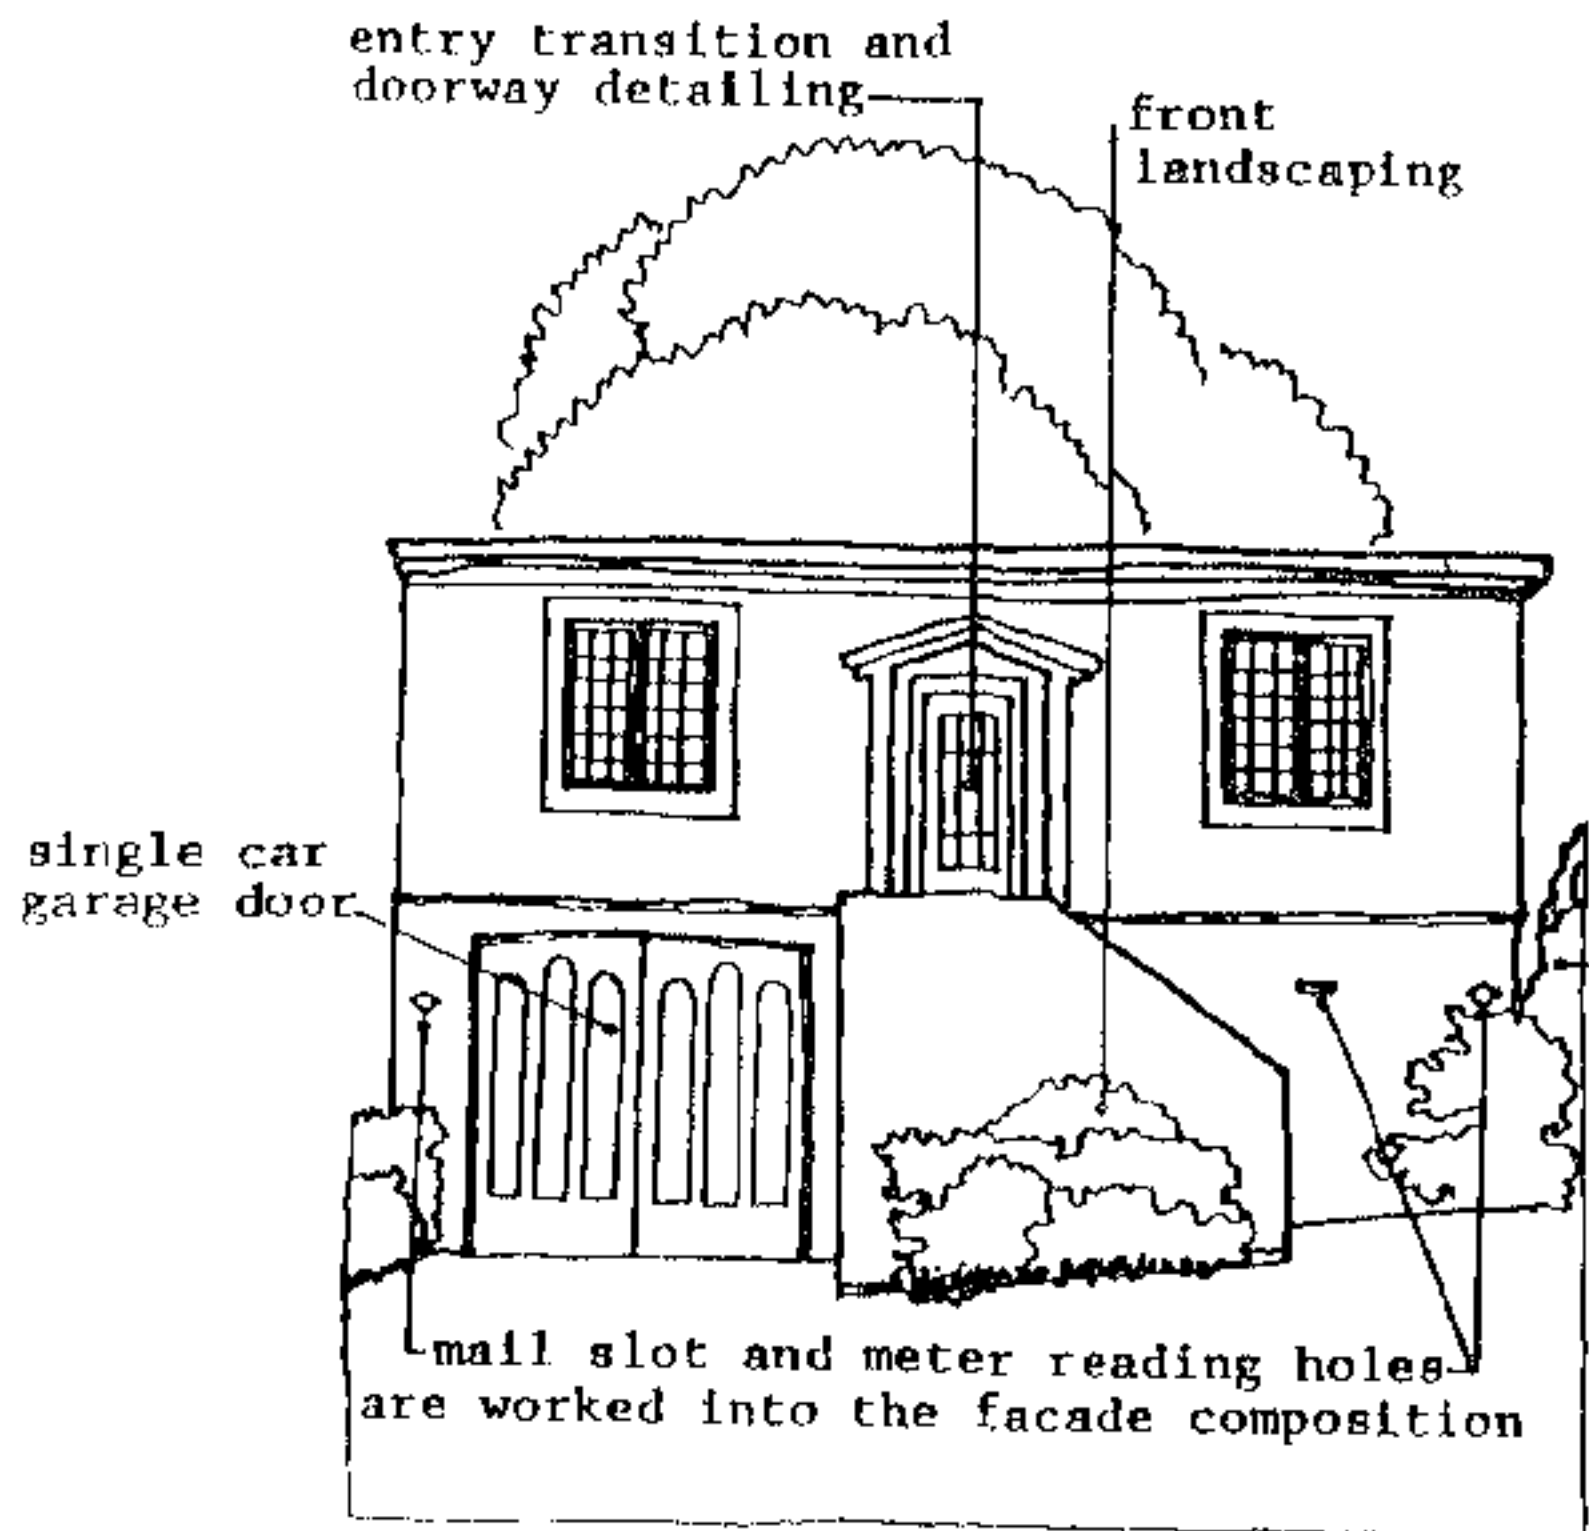 entry transition and
doorway detailing
front
landscaping
single car
garage door
mail slot and meter reading holes
are worked into the facade composition